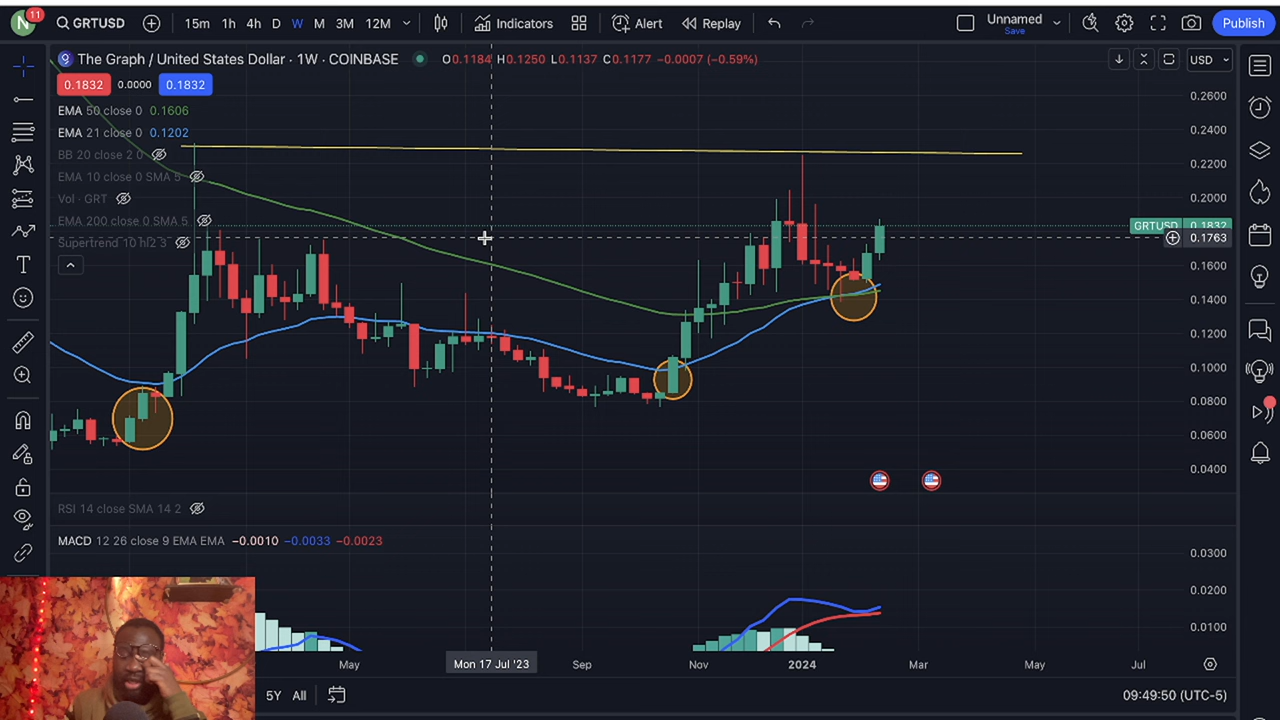 N 11 GRTUSD 15m 1h 4h D W M 3M 12M Indicators Alert Replay Unnamed Save Publish
The Graph / United States Dollar · 1W · COINBASE O0.1184 H0.1250 L0.1137 C0.1177 −0.0007 (−0.59%) USD
0.1832 0.0000 0.1832
0.2600
EMA 50 close 0 0.1606
0.2400
EMA 21 close 0 0.1202
BB 20 close 2 0
0.2200
EMA 10 close 0 SMA 5
Vol · GRT
0.2000
EMA 200 close 0 SMA 5
GRTUSD 0.1832
0.1763
Supertrend 10 hl2 3
0.1600
0.1400
0.1200
0.1000
0.0800
0.0600
0.0400
RSI 14 close SMA 14 2
MACD 12 26 close 9 EMA EMA −0.0010 −0.0033 −0.0023
0.0300
0.0200
0.0100
May Mon 17 Jul '23 Sep Nov 2024 Mar May Jul
5Y All 09:49:50 (UTC-5)